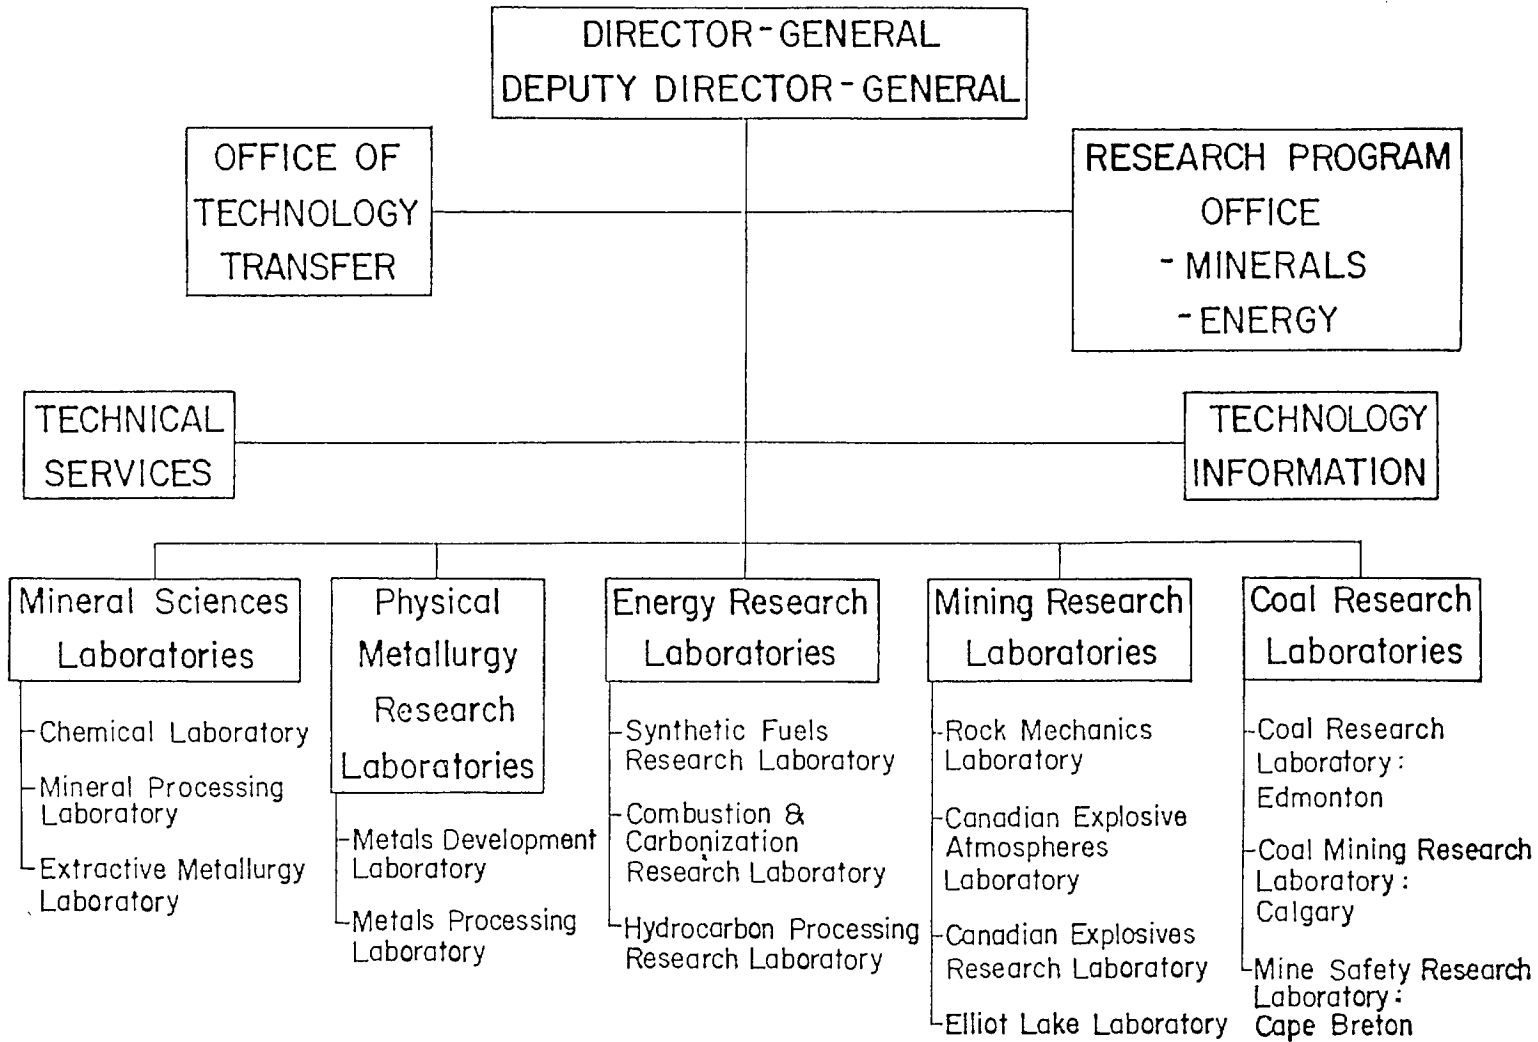 DIRECTOR-GENERAL
DEPUTY DIRECTOR-GENERAL
OFFICE OF
TECHNOLOGY
TRANSFER
RESEARCH PROGRAM
OFFICE
- MINERALS
- ENERGY
TECHNICAL
SERVICES
TECHNOLOGY
INFORMATION
Mineral Sciences
Laboratories
Chemical Laboratory
Mineral Processing
Laboratory
Extractive Metallurgy
Laboratory
Physical
Metallurgy
Research
Laboratories
Metals Development
Laboratory
Metals Processing
Laboratory
Energy Research
Laboratories
Synthetic Fuels
Research Laboratory
Combustion &
Carbonization
Research Laboratory
Hydrocarbon Processing
Research Laboratory
Mining Research
Laboratories
Rock Mechanics
Laboratory
Canadian Explosive
Atmospheres
Laboratory
Canadian Explosives
Research Laboratory
Elliot Lake Laboratory
Coal Research
Laboratories
Coal Research
Laboratory:
Edmonton
Coal Mining Research
Laboratory:
Calgary
Mine Safety Research
Laboratory:
Cape Breton